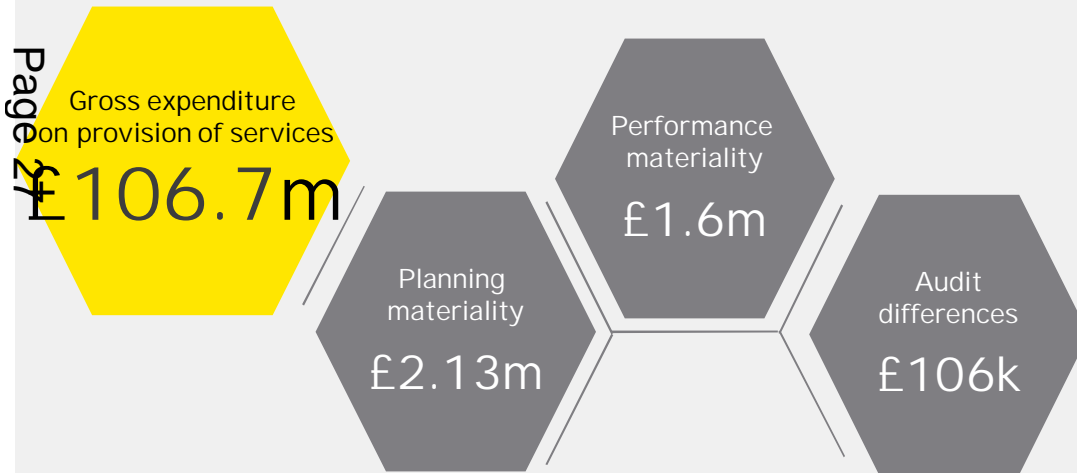 Page 27
Gross expenditure
on provision of services
£106.7m
Planning
materiality
£2.13m
Performance
materiality
£1.6m
Audit
differences
£106k